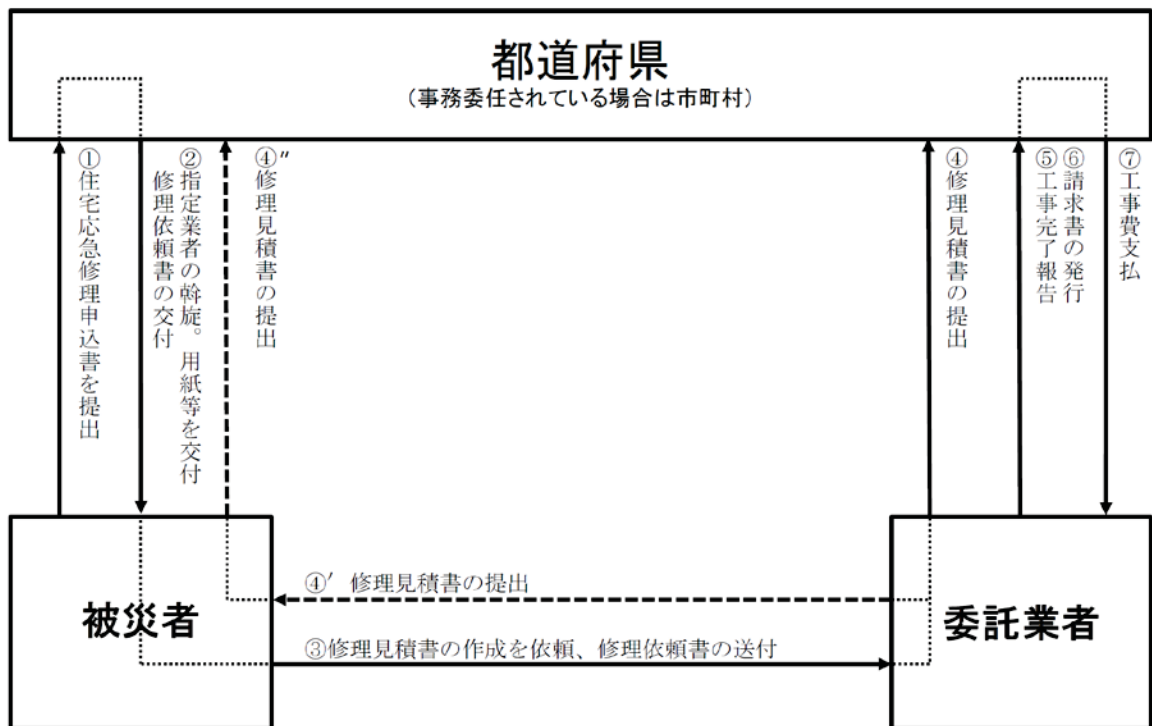 都道府県
（事務委任されている場合は市町村）
①住宅応急修理申込書を提出
②指定業者の斡旋。用紙等を交付
修理依頼書の交付
④″修理見積書の提出
④修理見積書の提出
⑥請求書の発行
⑤工事完了報告
⑦工事費支払
④′修理見積書の提出
③修理見積書の作成を依頼、修理依頼書の送付
被災者
委託業者